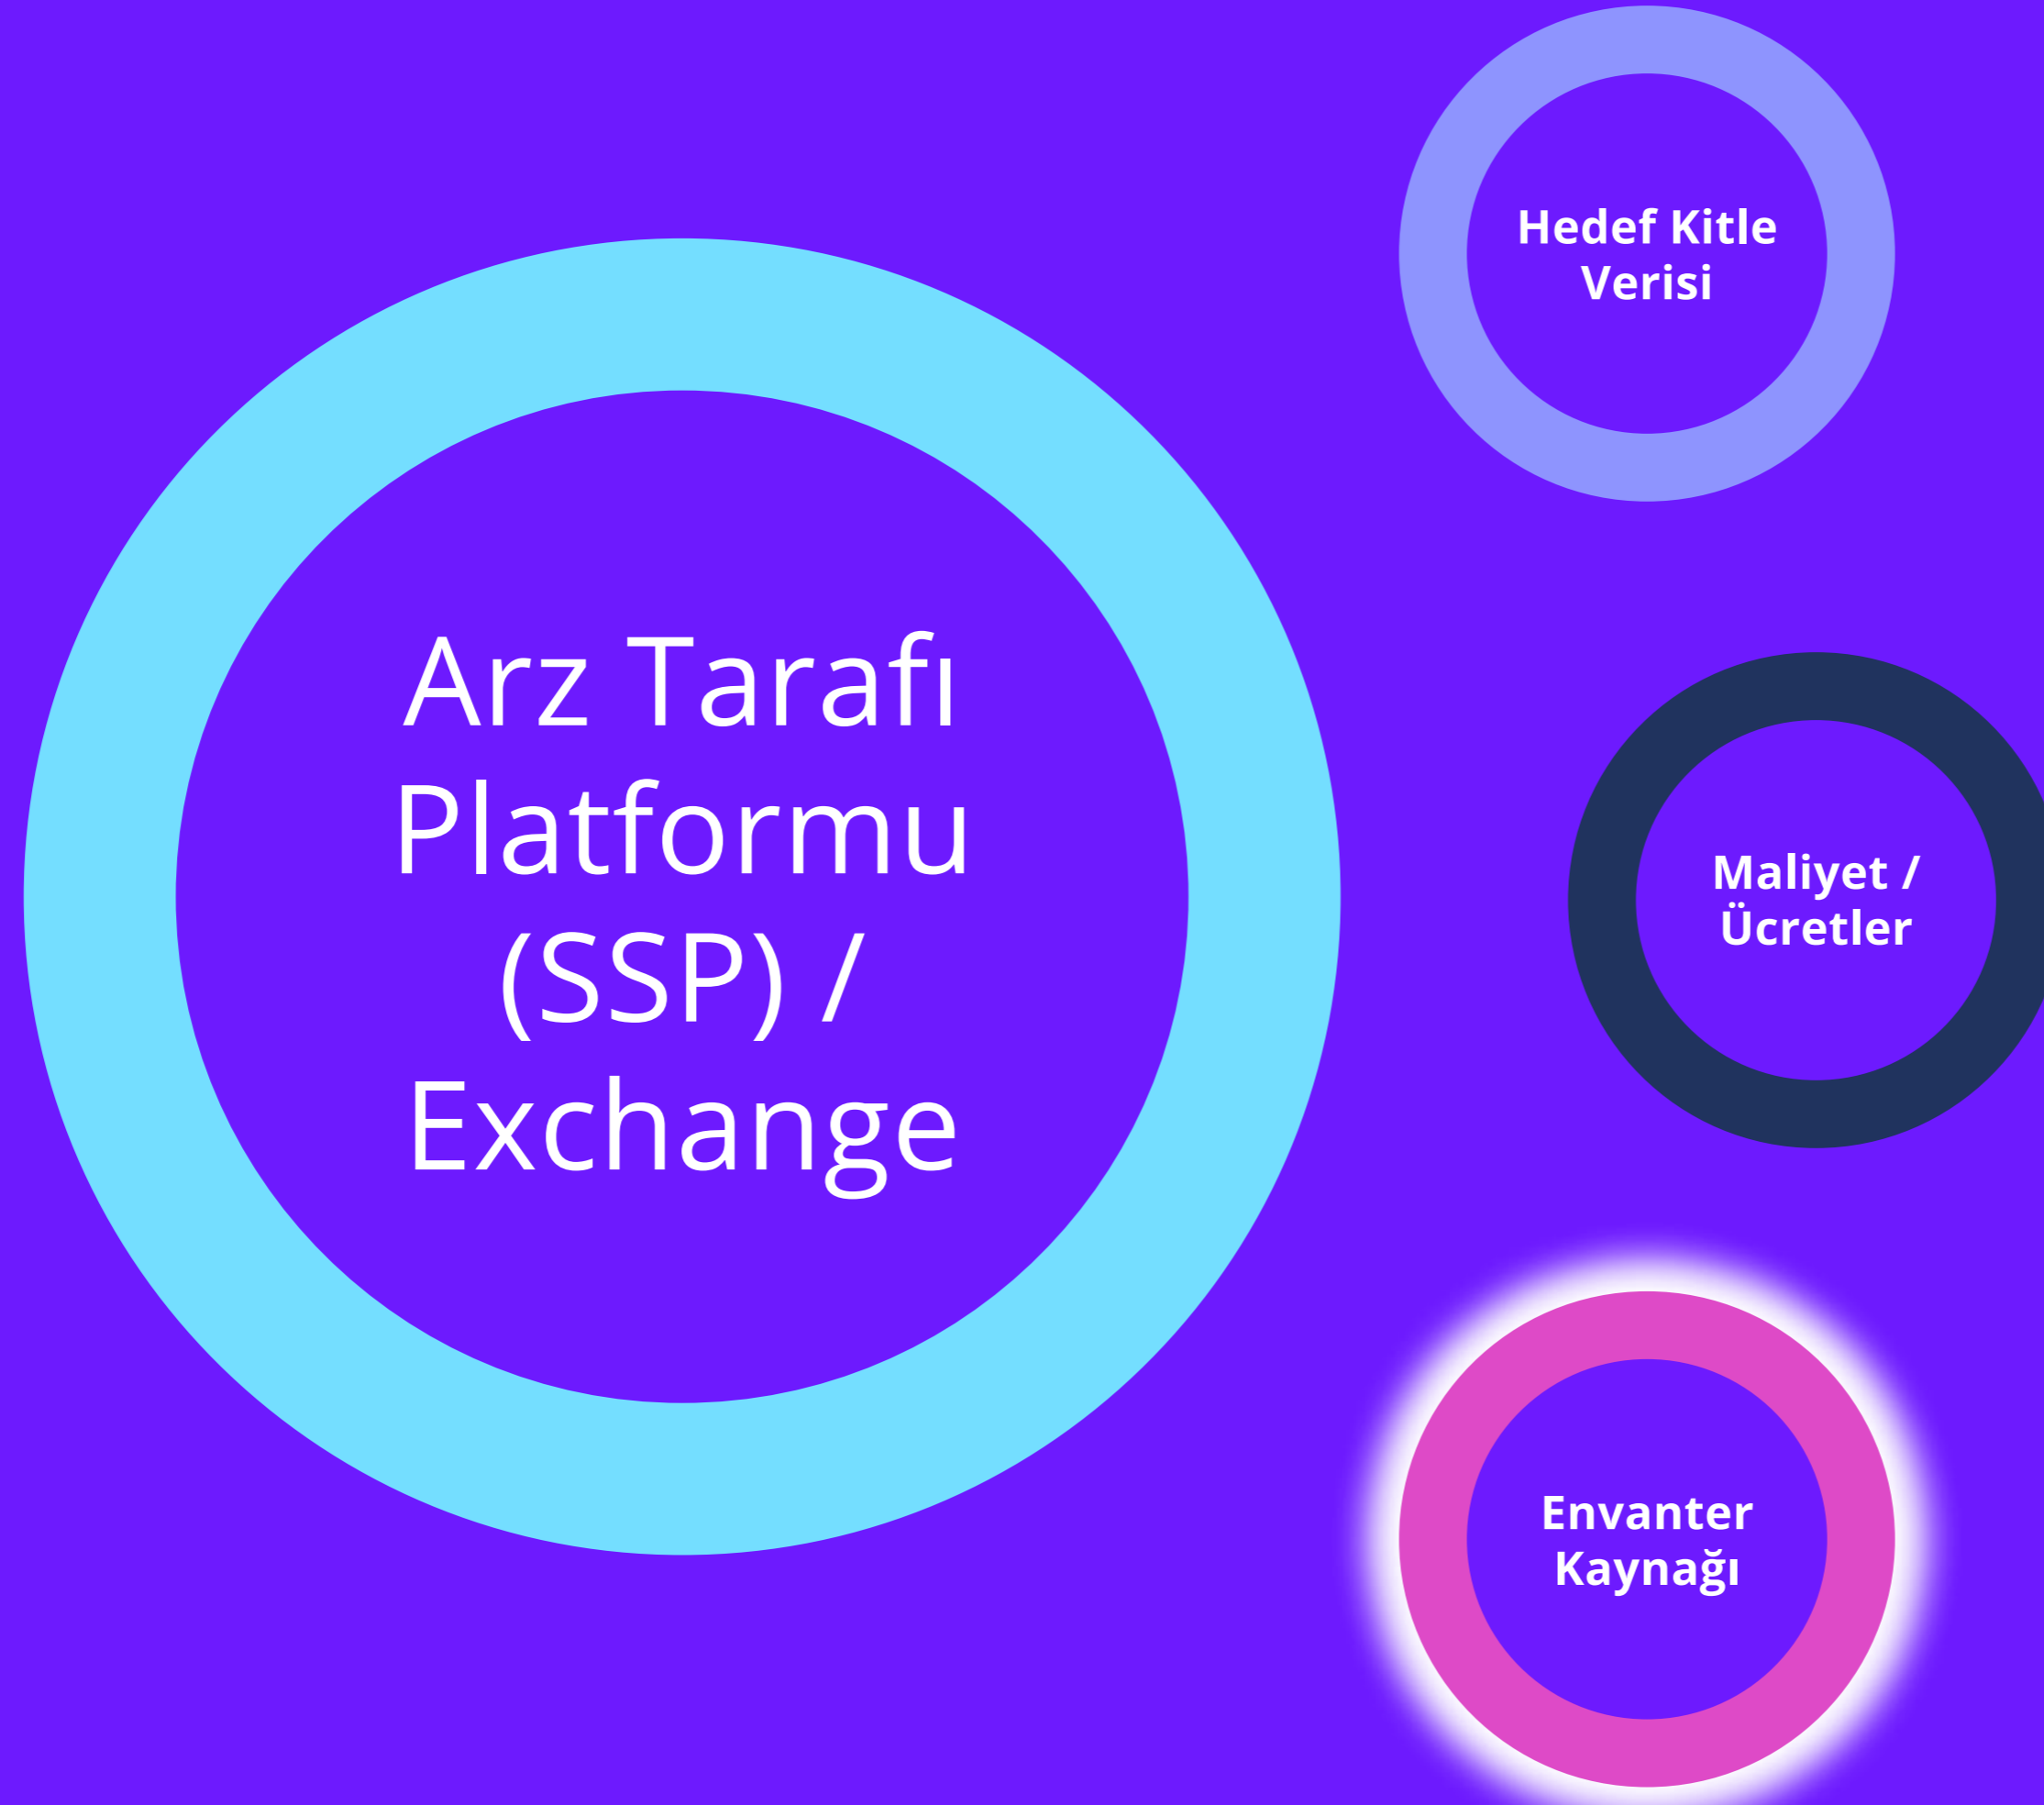 Arz Tarafı
Platformu
(SSP) /
Exchange
Hedef Kitle
Verisi
Maliyet /
Ücretler
Envanter
Kaynağı